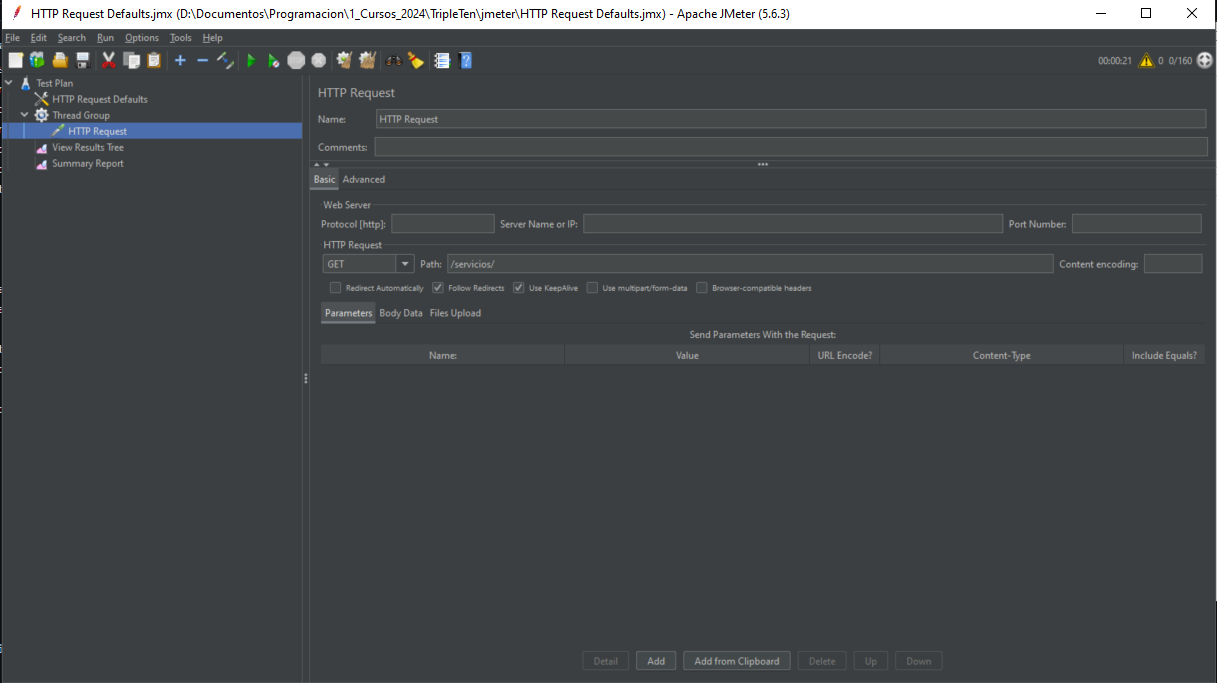 HTTP Request Defaults.jmx (D:\Documentos\Programacion\1_Cursos_2024\TripleTen\jmeter\HTTP Request Defaults.jmx) - Apache JMeter (5.6.3)
File Edit Search Run Options Tools Help
00:00:21 0 0/160
Test Plan
HTTP Request Defaults
Thread Group
HTTP Request
View Results Tree
Summary Report
HTTP Request
Name: HTTP Request
Comments:
Basic Advanced
Web Server
Protocol [http]: Server Name or IP: Port Number:
HTTP Request
GET Path: /servicios/ Content encoding:
Redirect Automatically Follow Redirects Use KeepAlive Use multipart/form-data Browser-compatible headers
Parameters Body Data Files Upload
Send Parameters With the Request:
Name: Value URL Encode? Content-Type Include Equals?
Detail Add Add from Clipboard Delete Up Down